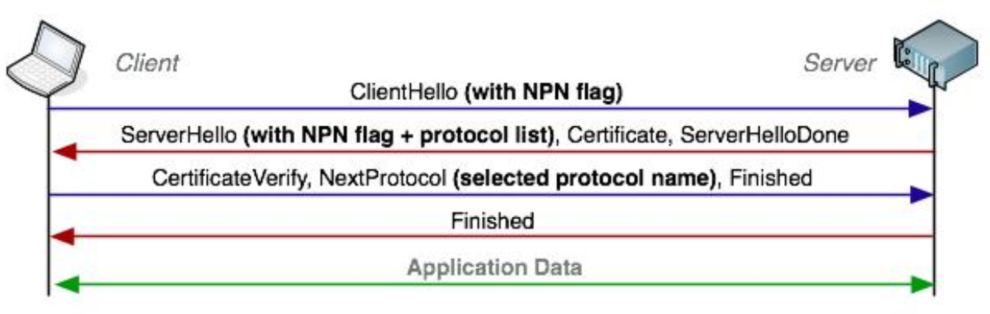 Client
Server
ClientHello (with NPN flag)
ServerHello (with NPN flag + protocol list), Certificate, ServerHelloDone
CertificateVerify, NextProtocol (selected protocol name), Finished
Finished
Application Data